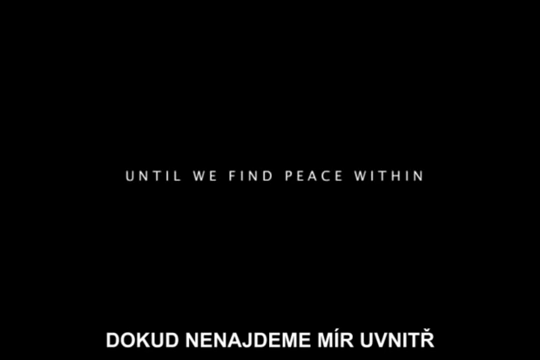 UNTIL WE FIND PEACE WITHIN
DOKUD NENAJDEME MÍR UVNITŘ